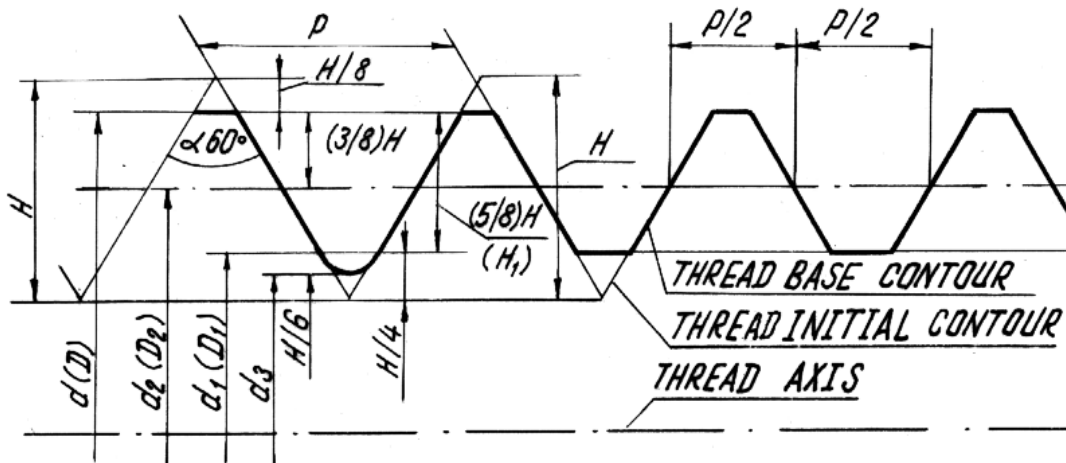 P
P/2
P/2
H/8
H
α60°
(3/8)H
H
(5/8)H
(H₁)
THREAD BASE CONTOUR
THREAD INITIAL CONTOUR
THREAD AXIS
d(D)
d₂(D₂)
d₁(D₁)
d₃
H/6
H/4